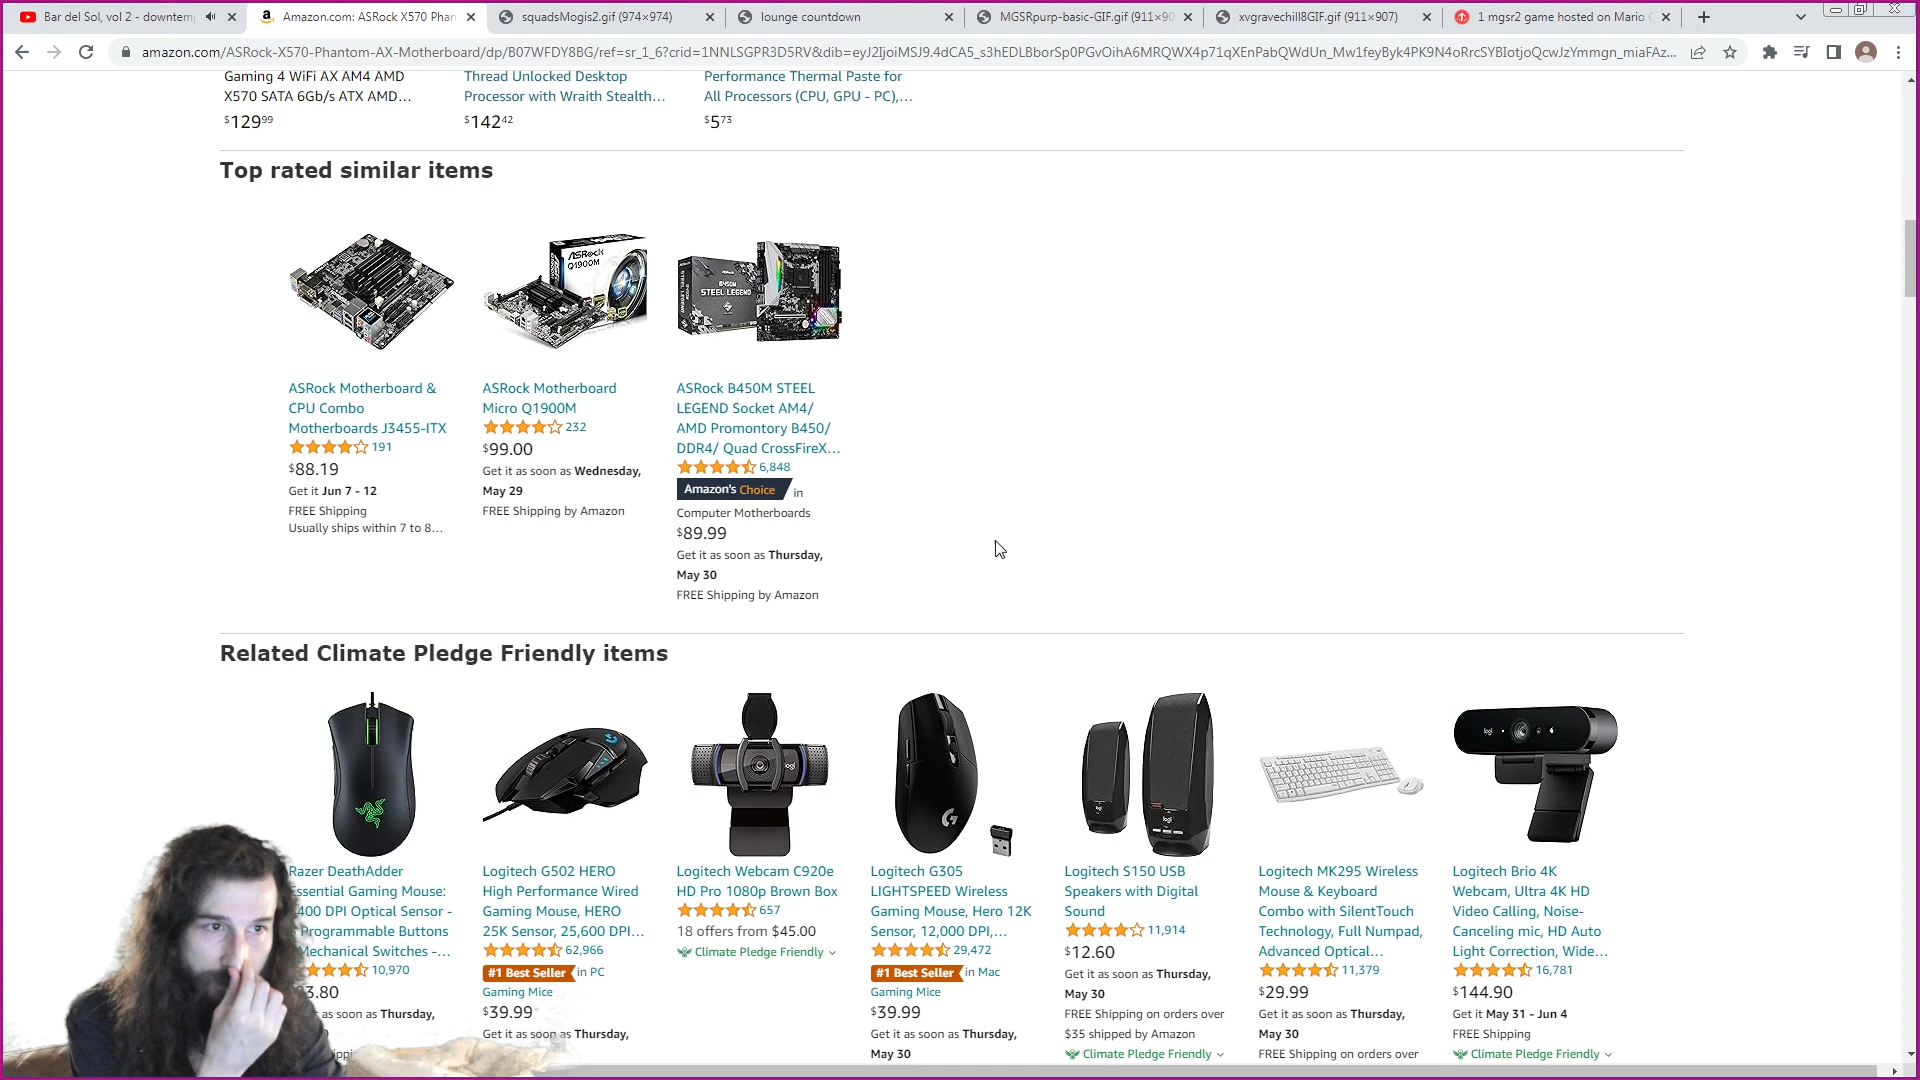 Bar del Sol, vol 2 - downtemp
Amazon.com: ASRock X570 Phan
squadsMogis2.gif (974×974)
lounge countdown
MGSRpurp-basic-GIF.gif (911×90
xvgravechill8GIF.gif (911×907)
1 mgsr2 game hosted on Mario
amazon.com/ASRock-X570-Phantom-AX-Motherboard/dp/B07WFDY8BG/ref=sr_1_6?crid=1NNLSGPR3D5RV&dib=eyJ2IjoiMSJ9.4dCA5_s3hEDLBborSp0PGvOihA6MRQWX4p71qXEnPabQWdUn_Mw1feyByk4PK9N4oRrcSYBIotjoQcwJzYmmgn_miaFAz...
Gaming 4 WiFi AX AM4 AMD
X570 SATA 6Gb/s ATX AMD...
$129.99
Thread Unlocked Desktop
Processor with Wraith Stealth...
$142.42
Performance Thermal Paste for
All Processors (CPU, GPU - PC),...
$5.73
Top rated similar items
ASRock
Q1900M
B450M
STEEL LEGEND
ASRock Motherboard &
CPU Combo
Motherboards J3455-ITX
191
$88.19
Get it Jun 7 - 12
FREE Shipping
Usually ships within 7 to 8...
ASRock Motherboard
Micro Q1900M
232
$99.00
Get it as soon as Wednesday,
May 29
FREE Shipping by Amazon
ASRock B450M STEEL
LEGEND Socket AM4/
AMD Promontory B450/
DDR4/ Quad CrossFireX...
6,848
Amazon's Choice in
Computer Motherboards
$89.99
Get it as soon as Thursday,
May 30
FREE Shipping by Amazon
Related Climate Pledge Friendly items
Razer DeathAdder
Essential Gaming Mouse:
400 DPI Optical Sensor -
Programmable Buttons
Mechanical Switches -...
10,970
3.80
as soon as Thursday,
Logitech G502 HERO
High Performance Wired
Gaming Mouse, HERO
25K Sensor, 25,600 DPI...
62,966
#1 Best Seller in PC
Gaming Mice
$39.99
Get it as soon as Thursday,
Logitech Webcam C920e
HD Pro 1080p Brown Box
657
18 offers from $45.00
Climate Pledge Friendly
Logitech G305
LIGHTSPEED Wireless
Gaming Mouse, Hero 12K
Sensor, 12,000 DPI,...
29,472
#1 Best Seller in Mac
Gaming Mice
$39.99
Get it as soon as Thursday,
May 30
Logitech S150 USB
Speakers with Digital
Sound
11,914
$12.60
Get it as soon as Thursday,
May 30
FREE Shipping on orders over
$35 shipped by Amazon
Climate Pledge Friendly
Logitech MK295 Wireless
Mouse & Keyboard
Combo with SilentTouch
Technology, Full Numpad,
Advanced Optical...
11,379
$29.99
Get it as soon as Thursday,
May 30
FREE Shipping on orders over
Logitech Brio 4K
Webcam, Ultra 4K HD
Video Calling, Noise-
Canceling mic, HD Auto
Light Correction, Wide...
16,781
$144.90
Get it May 31 - Jun 4
FREE Shipping
Climate Pledge Friendly